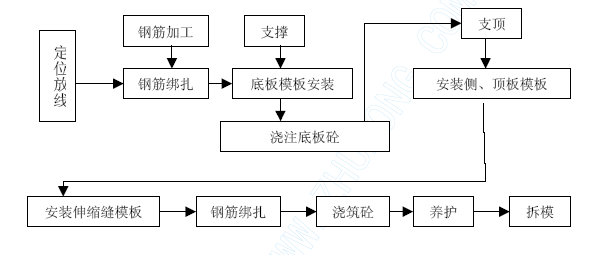 钢筋加工
支撑
支顶
定位放线
钢筋绑扎
底板模板安装
安装侧、顶板模板
浇注底板砼
安装伸缩缝模板
钢筋绑扎
浇筑砼
养护
拆模